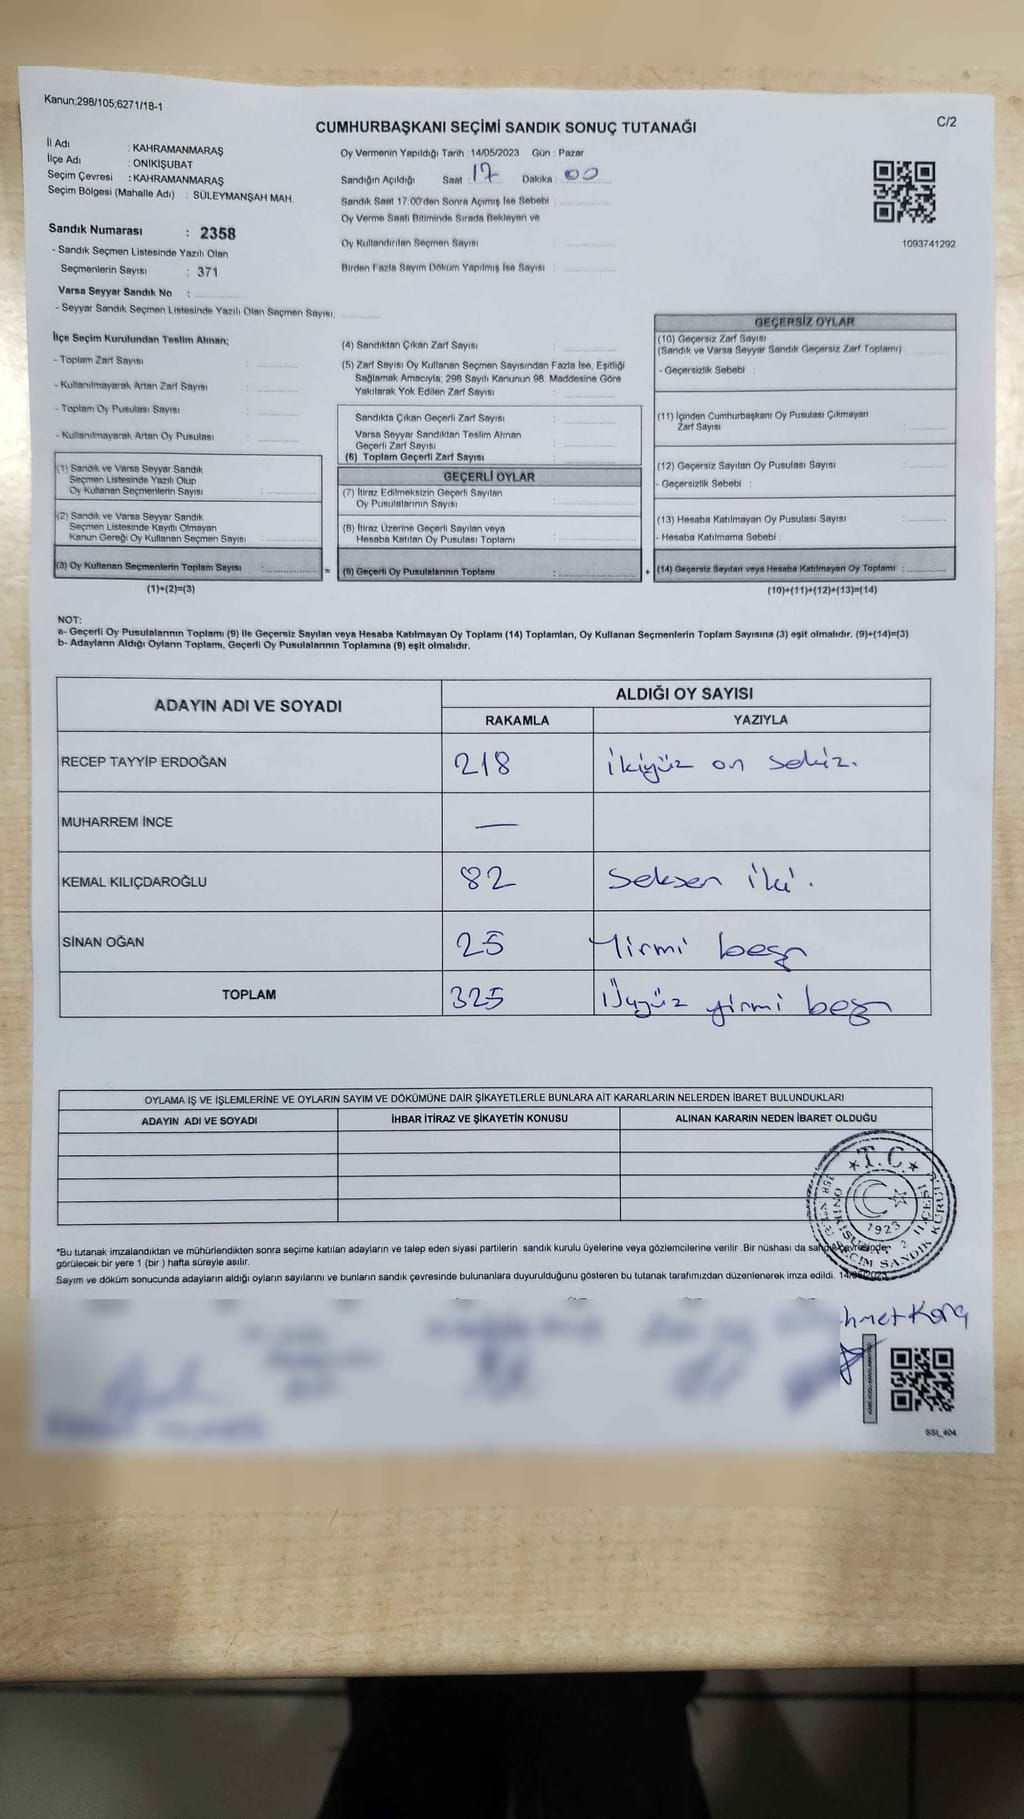 Kanun;298/105;6271/18-1
C/2
CUMHURBAŞKANI SEÇİMİ SANDIK SONUÇ TUTANAĞI
İl Adı : KAHRAMANMARAŞ
İlçe Adı : ONİKİŞUBAT
Seçim Çevresi : KAHRAMANMARAŞ
Seçim Bölgesi (Mahalle Adı) : SÜLEYMANŞAH MAH.
Oy Vermenin Yapıldığı Tarih : 14/05/2023 Gün : Pazar
Sandığın Açıldığı Saat : 17 Dakika : 00
Sandık Saat 17:00'den Sonra Açımış İse Sebebi :
Oy Verme Saati Bitiminde Sırada Bekleyen ve
Oy Kullandırılan Seçmen Sayısı :
Birden Fazla Sayım Döküm Yapılmış İse Sayısı :
1093741292
Sandık Numarası : 2358
- Sandık Seçmen Listesinde Yazılı Olan
Seçmenlerin Sayısı : 371
Varsa Seyyar Sandık No :
- Seyyar Sandık Seçmen Listesinde Yazılı Olan Seçmen Sayısı:
İlçe Seçim Kurulundan Teslim Alınan;
- Toplam Zarf Sayısı :
- Kullanılmayarak Artan Zarf Sayısı :
- Toplam Oy Pusulası Sayısı :
- Kullanılmayarak Artan Oy Pusulası :
(1) Sandık ve Varsa Seyyar Sandık
Seçmen Listesinde Yazılı Olup
Oy Kullanan Seçmenlerin Sayısı :
(2) Sandık ve Varsa Seyyar Sandık
Seçmen Listesinde Kayıtlı Olmayan
Kanun Gereği Oy Kullanan Seçmen Sayısı :
(3) Oy Kullanan Seçmenlerin Toplam Sayısı :
(1)+(2)=(3)
(4) Sandıktan Çıkan Zarf Sayısı :
(5) Zarf Sayısı Oy Kullanan Seçmen Sayısından Fazla İse, Eşitliği
Sağlamak Amacıyla; 298 Sayılı Kanunun 98. Maddesine Göre
Yakılarak Yok Edilen Zarf Sayısı :
Sandıkta Çıkan Geçerli Zarf Sayısı :
Varsa Seyyar Sandıktan Teslim Alınan
Geçerli Zarf Sayısı :
(6) Toplam Geçerli Zarf Sayısı :
GEÇERLİ OYLAR
(7) İtiraz Edilmeksizin Geçerli Sayılan
Oy Pusulalarının Sayısı :
(8) İtiraz Üzerine Geçerli Sayılan veya
Hesaba Katılan Oy Pusulası Toplamı :
= (9) Geçerli Oy Pusulalarının Toplamı :
GEÇERSİZ OYLAR
(10) Geçersiz Zarf Sayısı
(Sandık ve Varsa Seyyar Sandık Geçersiz Zarf Toplamı) :
- Geçersizlik Sebebi :
(11) İçinden Cumhurbaşkanı Oy Pusulası Çıkmayan
Zarf Sayısı :
(12) Geçersiz Sayılan Oy Pusulası Sayısı :
- Geçersizlik Sebebi :
(13) Hesaba Katılmayan Oy Pusulası Sayısı :
- Hesaba Katılmama Sebebi :
+ (14) Geçersiz Sayılan veya Hesaba Katılmayan Oy Toplamı :
(10)+(11)+(12)+(13)=(14)
NOT:
a- Geçerli Oy Pusulalarının Toplamı (9) ile Geçersiz Sayılan veya Hesaba Katılmayan Oy Toplamı (14) Toplamları, Oy Kullanan Seçmenlerin Toplam Sayısına (3) eşit olmalıdır. (9)+(14)=(3)
b- Adayların Aldığı Oyların Toplamı, Geçerli Oy Pusulalarının Toplamına (9) eşit olmalıdır.
ADAYIN ADI VE SOYADI ALDIĞI OY SAYISI
RAKAMLA YAZIYLA
RECEP TAYYİP ERDOĞAN 218 İkiyüz on sekiz.
MUHARREM İNCE —
KEMAL KILIÇDAROĞLU 82 Seksen iki.
SİNAN OĞAN 25 Yirmi beş
TOPLAM 325 Üçyüz yirmi beş
OYLAMA İŞ VE İŞLEMLERİNE VE OYLARIN SAYIM VE DÖKÜMÜNE DAİR ŞİKAYETLERLE BUNLARA AİT KARARLARIN NELERDEN İBARET BULUNDUKLARI
ADAYIN ADI VE SOYADI İHBAR İTİRAZ VE ŞİKAYETİN KONUSU ALINAN KARARIN NEDEN İBARET OLDUĞU
T.C.
1923
*Bu tutanak imzalandıktan ve mühürlendikten sonra seçime katılan adayların ve talep eden siyasi partilerin sandık kurulu üyelerine veya gözlemcilerine verilir. Bir nüshası da sandık çevresinde
görülecek bir yere 1 (bir) hafta süreyle asılır.
Sayım ve döküm sonucunda adayların aldığı oyların sayılarını ve bunların sandık çevresinde bulunanlara duyurulduğunu gösteren bu tutanak tarafımızdan düzenlenerek imza edildi. 14/05/2023
SSI_404